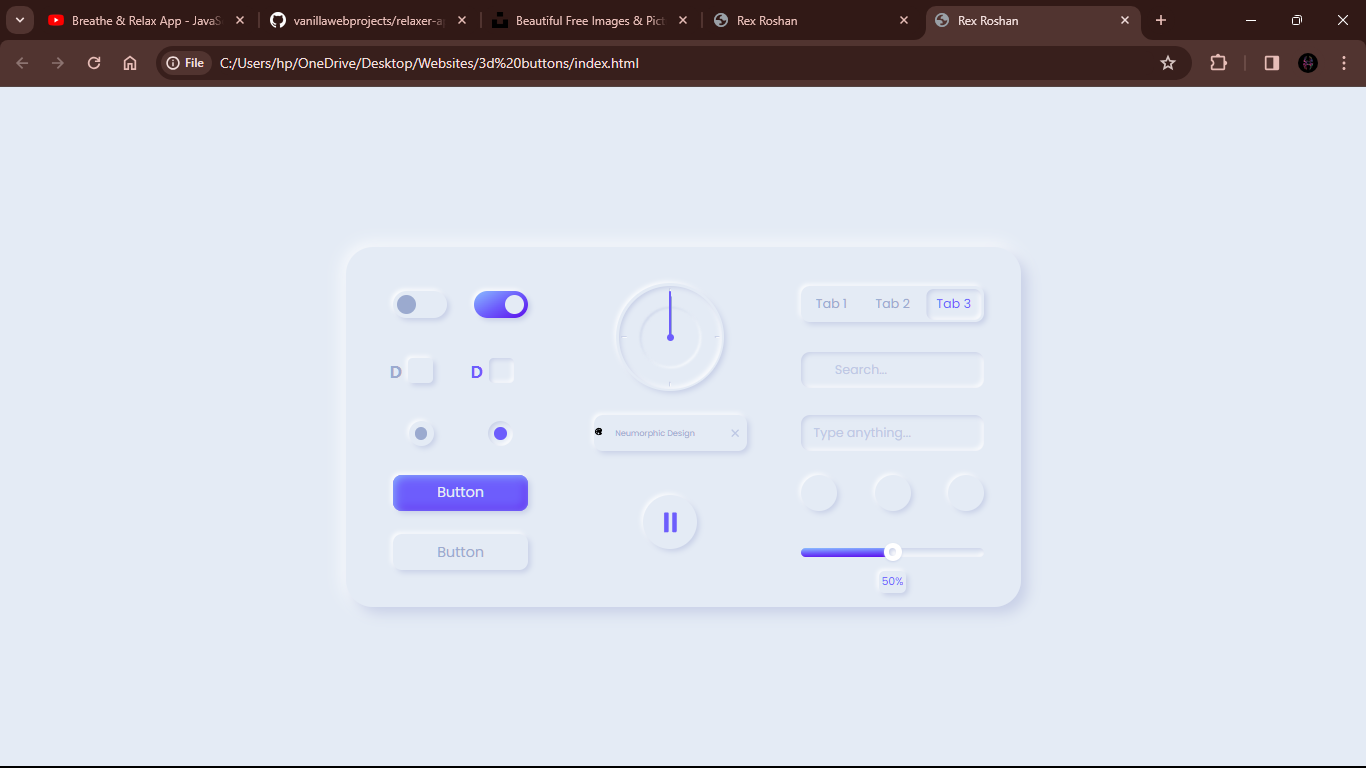 Breathe & Relax App - JavaS
vanillawebprojects/relaxer-a
Beautiful Free Images & Pict
Rex Roshan
Rex Roshan
File
C:/Users/hp/OneDrive/Desktop/Websites/3d%20buttons/index.html
Tab 1
Tab 2
Tab 3
D
D
Search...
Neumorphic Design
Type anything...
Button
Button
50%